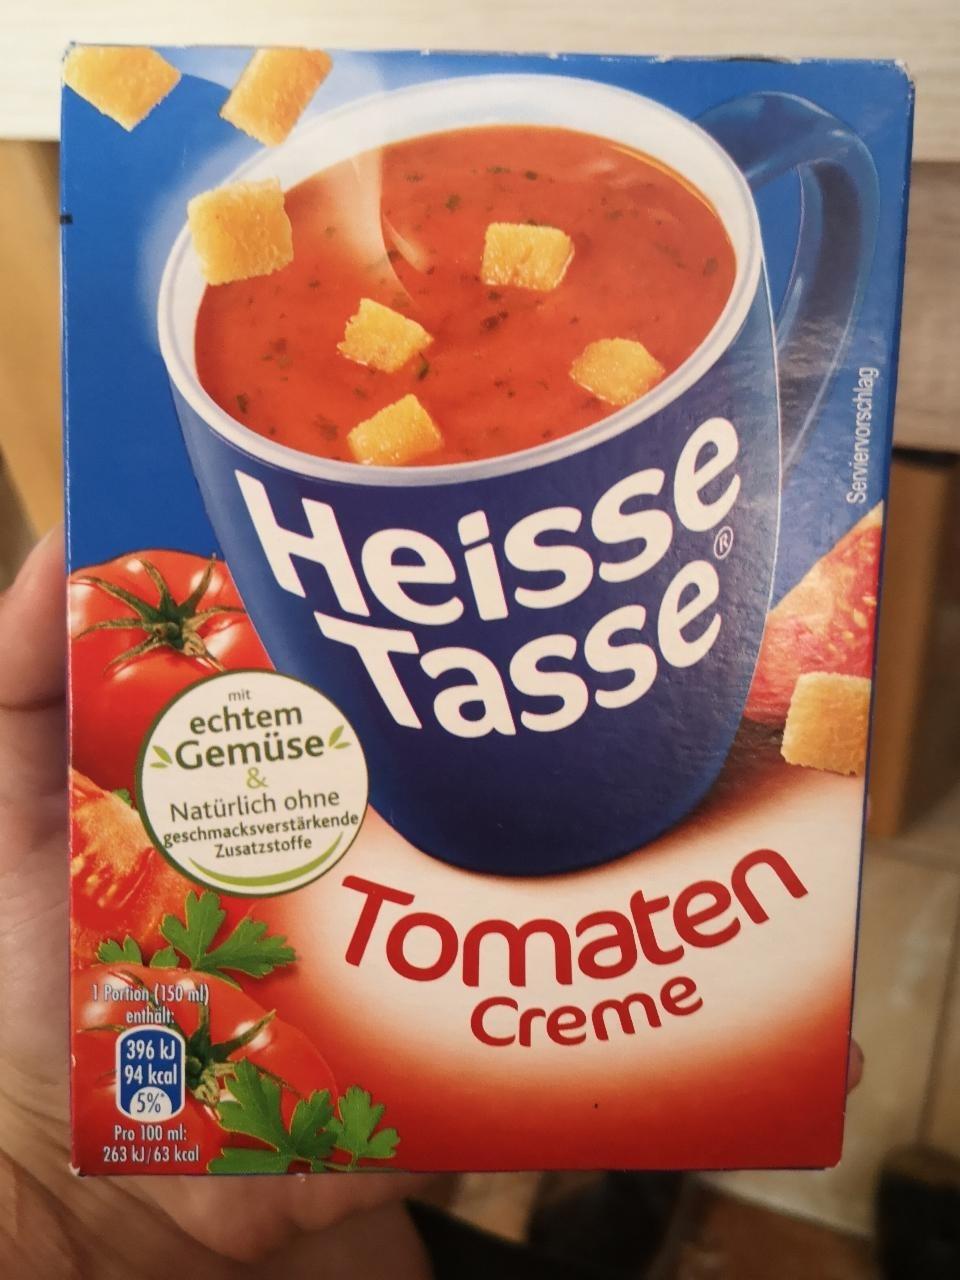 Heisse
Tasse®
Serviervorschlag
mit
echtem
Gemüse
&
Natürlich ohne
geschmacksverstärkende
Zusatzstoffe
Tomaten
Creme
1 Portion (150 ml)
enthält:
396 kJ
94 kcal
5%*
Pro 100 ml:
263 kJ/63 kcal